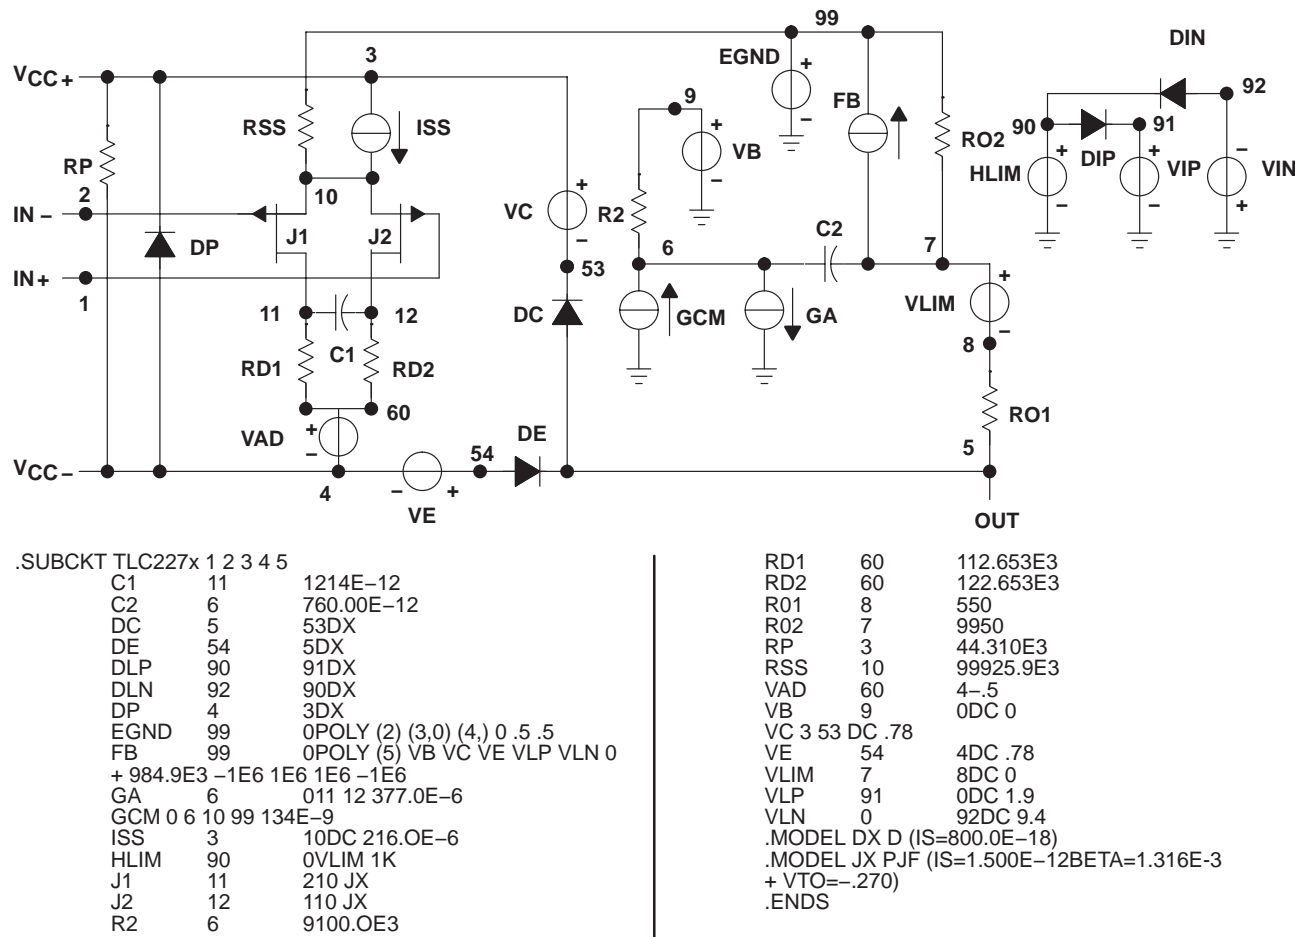 99
DIN
3
EGND
+
VCC+
9
FB
92
+
-
90
91
RSS
ISS
VB
RO2
RP
DIP
+
+
-
-
HLIM
VIP
VIN
2
10
+
-
-
+
IN -
VC
R2
C2
J1
J2
DP
-
6
7
IN+
53
+
1
VLIM
11
12
DC
GCM
GA
-
C1
8
RD1
RD2
60
RO1
+
VAD
DE
-
54
5
VCC-
4
- +
VE
OUT
.SUBCKT TLC227x 1 2 3 4 5
C1 11 1214E-12
C2 6 760.00E-12
DC 5 53DX
DE 54 5DX
DLP 90 91DX
DLN 92 90DX
DP 4 3DX
EGND 99 0POLY (2) (3,0) (4,) 0 .5 .5
FB 99 0POLY (5) VB VC VE VLP VLN 0
+ 984.9E3 -1E6 1E6 1E6 -1E6
GA 6 011 12 377.0E-6
GCM 0 6 10 99 134E-9
ISS 3 10DC 216.OE-6
HLIM 90 0VLIM 1K
J1 11 210 JX
J2 12 110 JX
R2 6 9100.OE3
RD1 60 112.653E3
RD2 60 122.653E3
R01 8 550
R02 7 9950
RP 3 44.310E3
RSS 10 99925.9E3
VAD 60 4-.5
VB 9 0DC 0
VC 3 53 DC .78
VE 54 4DC .78
VLIM 7 8DC 0
VLP 91 0DC 1.9
VLN 0 92DC 9.4
.MODEL DX D (IS=800.0E-18)
.MODEL JX PJF (IS=1.500E-12BETA=1.316E-3
+ VTO=-.270)
.ENDS